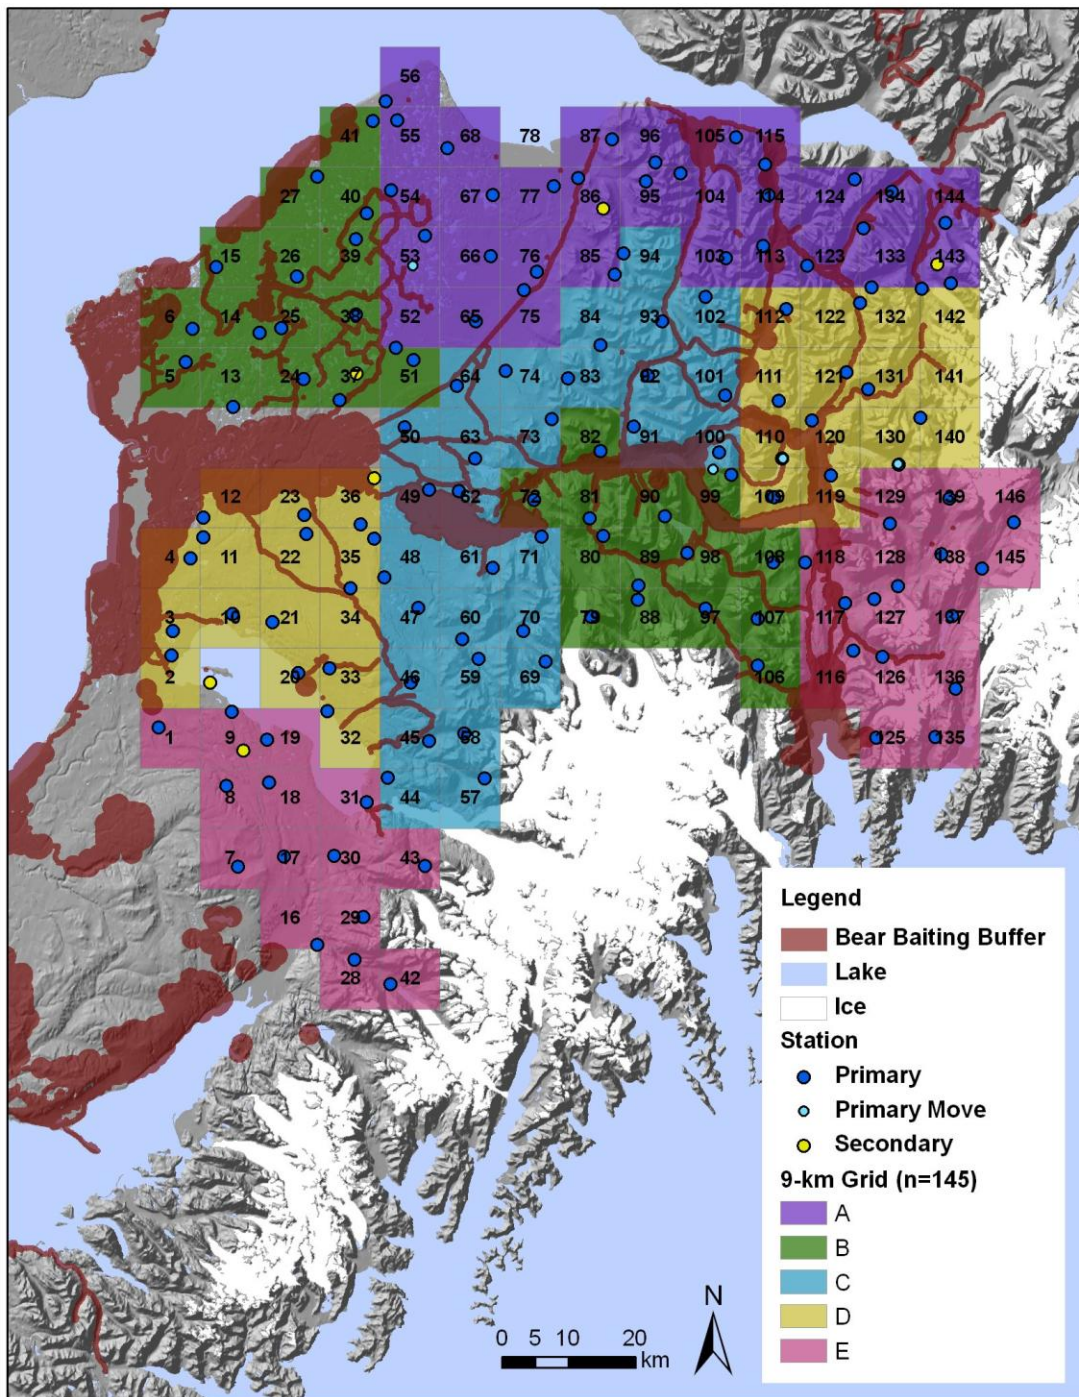 56
41 55 68 78 87 96 105 115
27 40 54 67 77 86 95 104 114 124 134 144
15 26 39 53 66 76 85 94 103 113 123 133 143
6 14 25 38 52 65 75 84 93 102 112 122 132 142
5 13 24 37 51 64 74 83 92 101 111 121 131 141
50 63 73 82 91 100 110 120 130 140
12 23 36 49 62 72 81 90 99 109 119 129 139 146
4 11 22 35 48 61 71 80 89 98 108 118 128 138 145
3 10 21 34 47 60 70 79 88 97 107 117 127 137
2 20 33 46 59 69 106 116 126 136
1 9 19 32 45 58 125 135
8 18 31 44 57
7 17 30 43
16 29
28 42
Legend
Bear Baiting Buffer
Lake
Ice
Station
Primary
Primary Move
Secondary
9-km Grid (n=145)
A
B
C
D
E
N
0 5 10 20
km